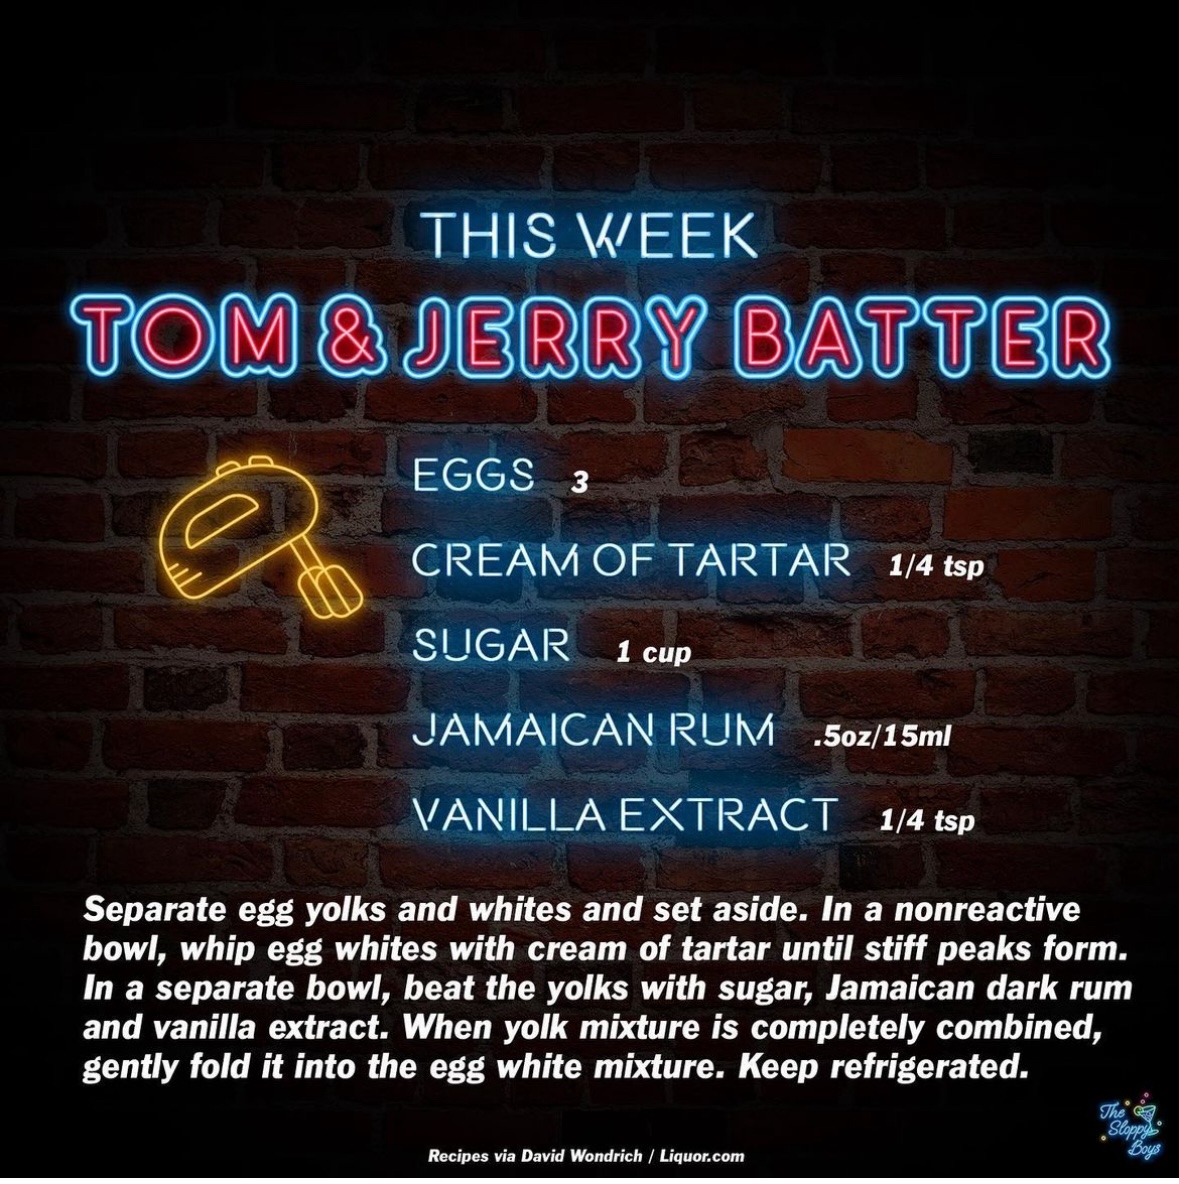 THIS WEEK
TOM & JERRY BATTER
EGGS 3
CREAM OF TARTAR 1/4 tsp
SUGAR 1 cup
JAMAICAN RUM .5oz/15ml
VANILLA EXTRACT 1/4 tsp
Separate egg yolks and whites and set aside. In a nonreactive
bowl, whip egg whites with cream of tartar until stiff peaks form.
In a separate bowl, beat the yolks with sugar, Jamaican dark rum
and vanilla extract. When yolk mixture is completely combined,
gently fold it into the egg white mixture. Keep refrigerated.
The
Sloppy
Boys
Recipes via David Wondrich / Liquor.com